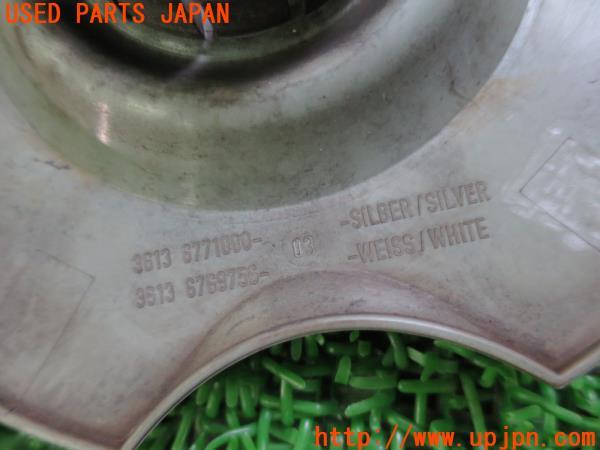 USED PARTS JAPAN
3613 6771000- 03 -SILBER/SILVER
3613 6769756- -WEISS/WHITE
http://www.upjpn.com